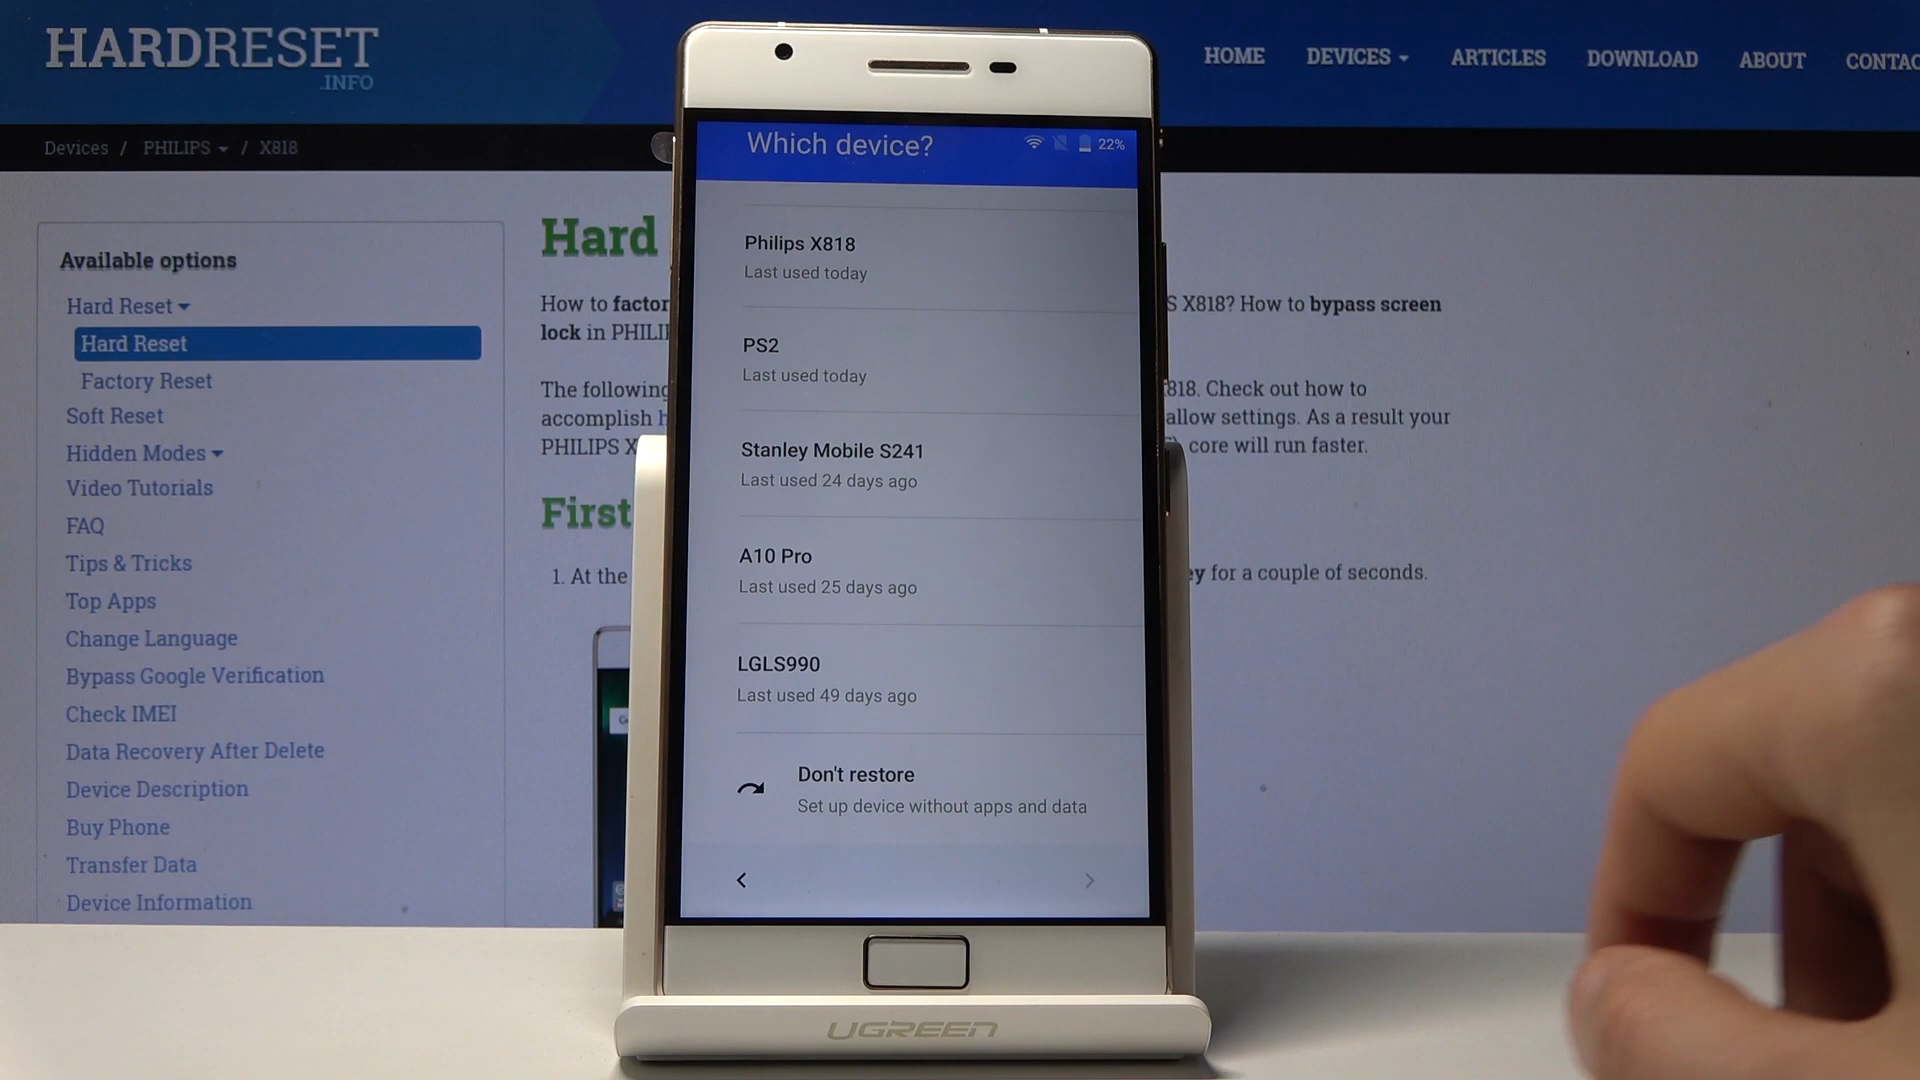 HARDRESET
.INFO
HOME DEVICES ARTICLES DOWNLOAD ABOUT CONTAC
Devices / PHILIPS / X818
Available options
Hard Reset
Hard Reset
Factory Reset
Soft Reset
Hidden Modes
Video Tutorials
FAQ
Tips & Tricks
Top Apps
Change Language
Bypass Google Verification
Check IMEI
Data Recovery After Delete
Device Description
Buy Phone
Transfer Data
Device Information
Hard
How to factor S X818? How to bypass screen
lock in PHILI
The following 818. Check out how to
accomplish h allow settings. As a result your
PHILIPS X core will run faster.
First
1. At the ey for a couple of seconds.
Which device? 22%
Philips X818
Last used today
PS2
Last used today
Stanley Mobile S241
Last used 24 days ago
A10 Pro
Last used 25 days ago
LGLS990
Last used 49 days ago
Don't restore
Set up device without apps and data
UGREEN